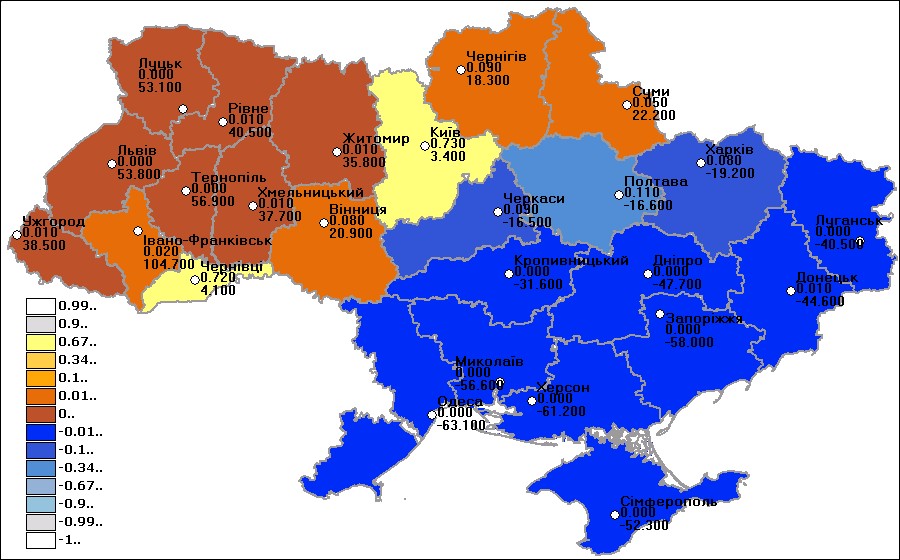 Луцьк
0.000
53.100
Рівне
0.010
40.500
Житомир
0.010
35.800
Київ
0.730
3.400
Чернігів
0.090
18.300
Суми
0.050
22.200
Львів
0.000
53.800
Тернопіль
0.000
56.900
Хмельницький
0.010
37.700
Вінниця
0.080
20.900
Черкаси
0.090
-16.500
Полтава
0.110
-16.600
Харків
0.080
-19.200
Ужгород
0.010
38.500
Івано-Франківськ
0.020
104.700
Чернівці
0.720
4.100
Кропивницький
0.000
-31.600
Дніпро
0.000
-47.700
Луганськ
0.000
-40.500
Донецьк
0.010
-44.600
Запоріжжя
0.000
-58.000
Миколаїв
0.000
-56.600
Херсон
0.000
-61.200
Одеса
0.000
-63.100
Сімферополь
0.000
-52.300
0.99..
0.9..
0.67..
0.34..
0.1..
0.01..
0..
-0.01..
-0.1..
-0.34..
-0.67..
-0.9..
-0.99..
-1..